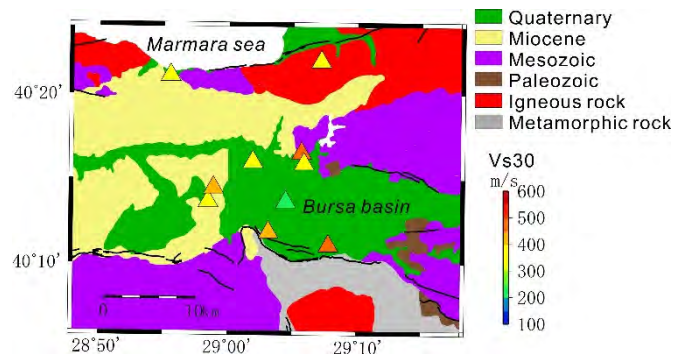 Marmara sea
Bursa basin
40°20′
40°10′
0 10km
28°50′ 29°00′ 29°10′
Quaternary
Miocene
Mesozoic
Paleozoic
Igneous rock
Metamorphic rock
Vs30
m/s
600
500
400
300
200
100